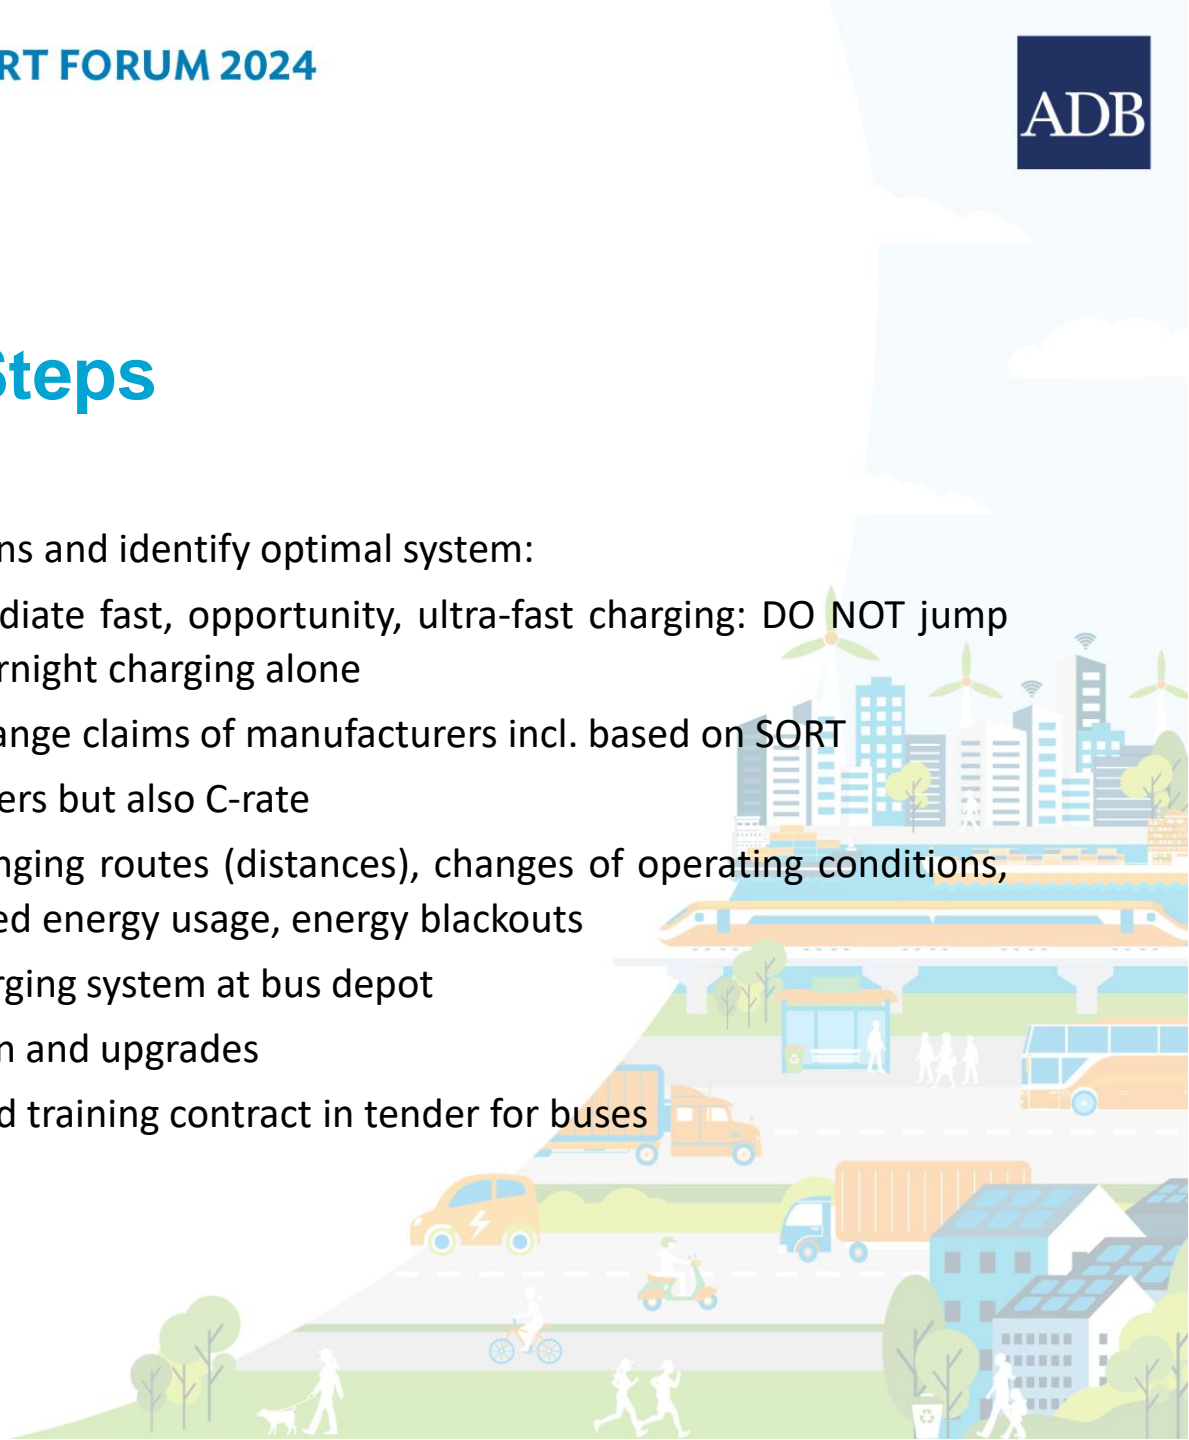 RT FORUM 2024
ADB
Steps
ns and identify optimal system:
diate fast, opportunity, ultra-fast charging: DO NOT jump
rnight charging alone
ange claims of manufacturers incl. based on SORT
ers but also C-rate
nging routes (distances), changes of operating conditions,
ed energy usage, energy blackouts
rging system at bus depot
n and upgrades
d training contract in tender for buses